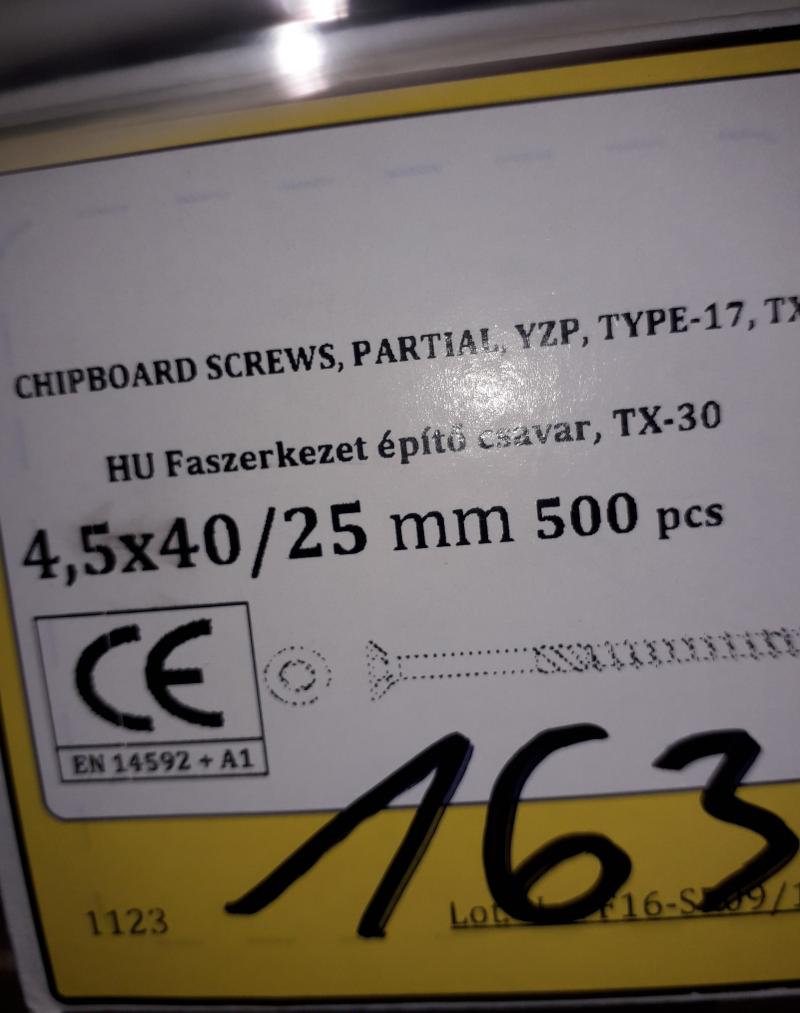 CHIPBOARD SCREWS, PARTIAL, YZP, TYPE-17, TX
HU Faszerkezet építő csavar, TX-30
4,5x40/25 mm 500 pcs
CE
EN 14592 + A1
163
1123